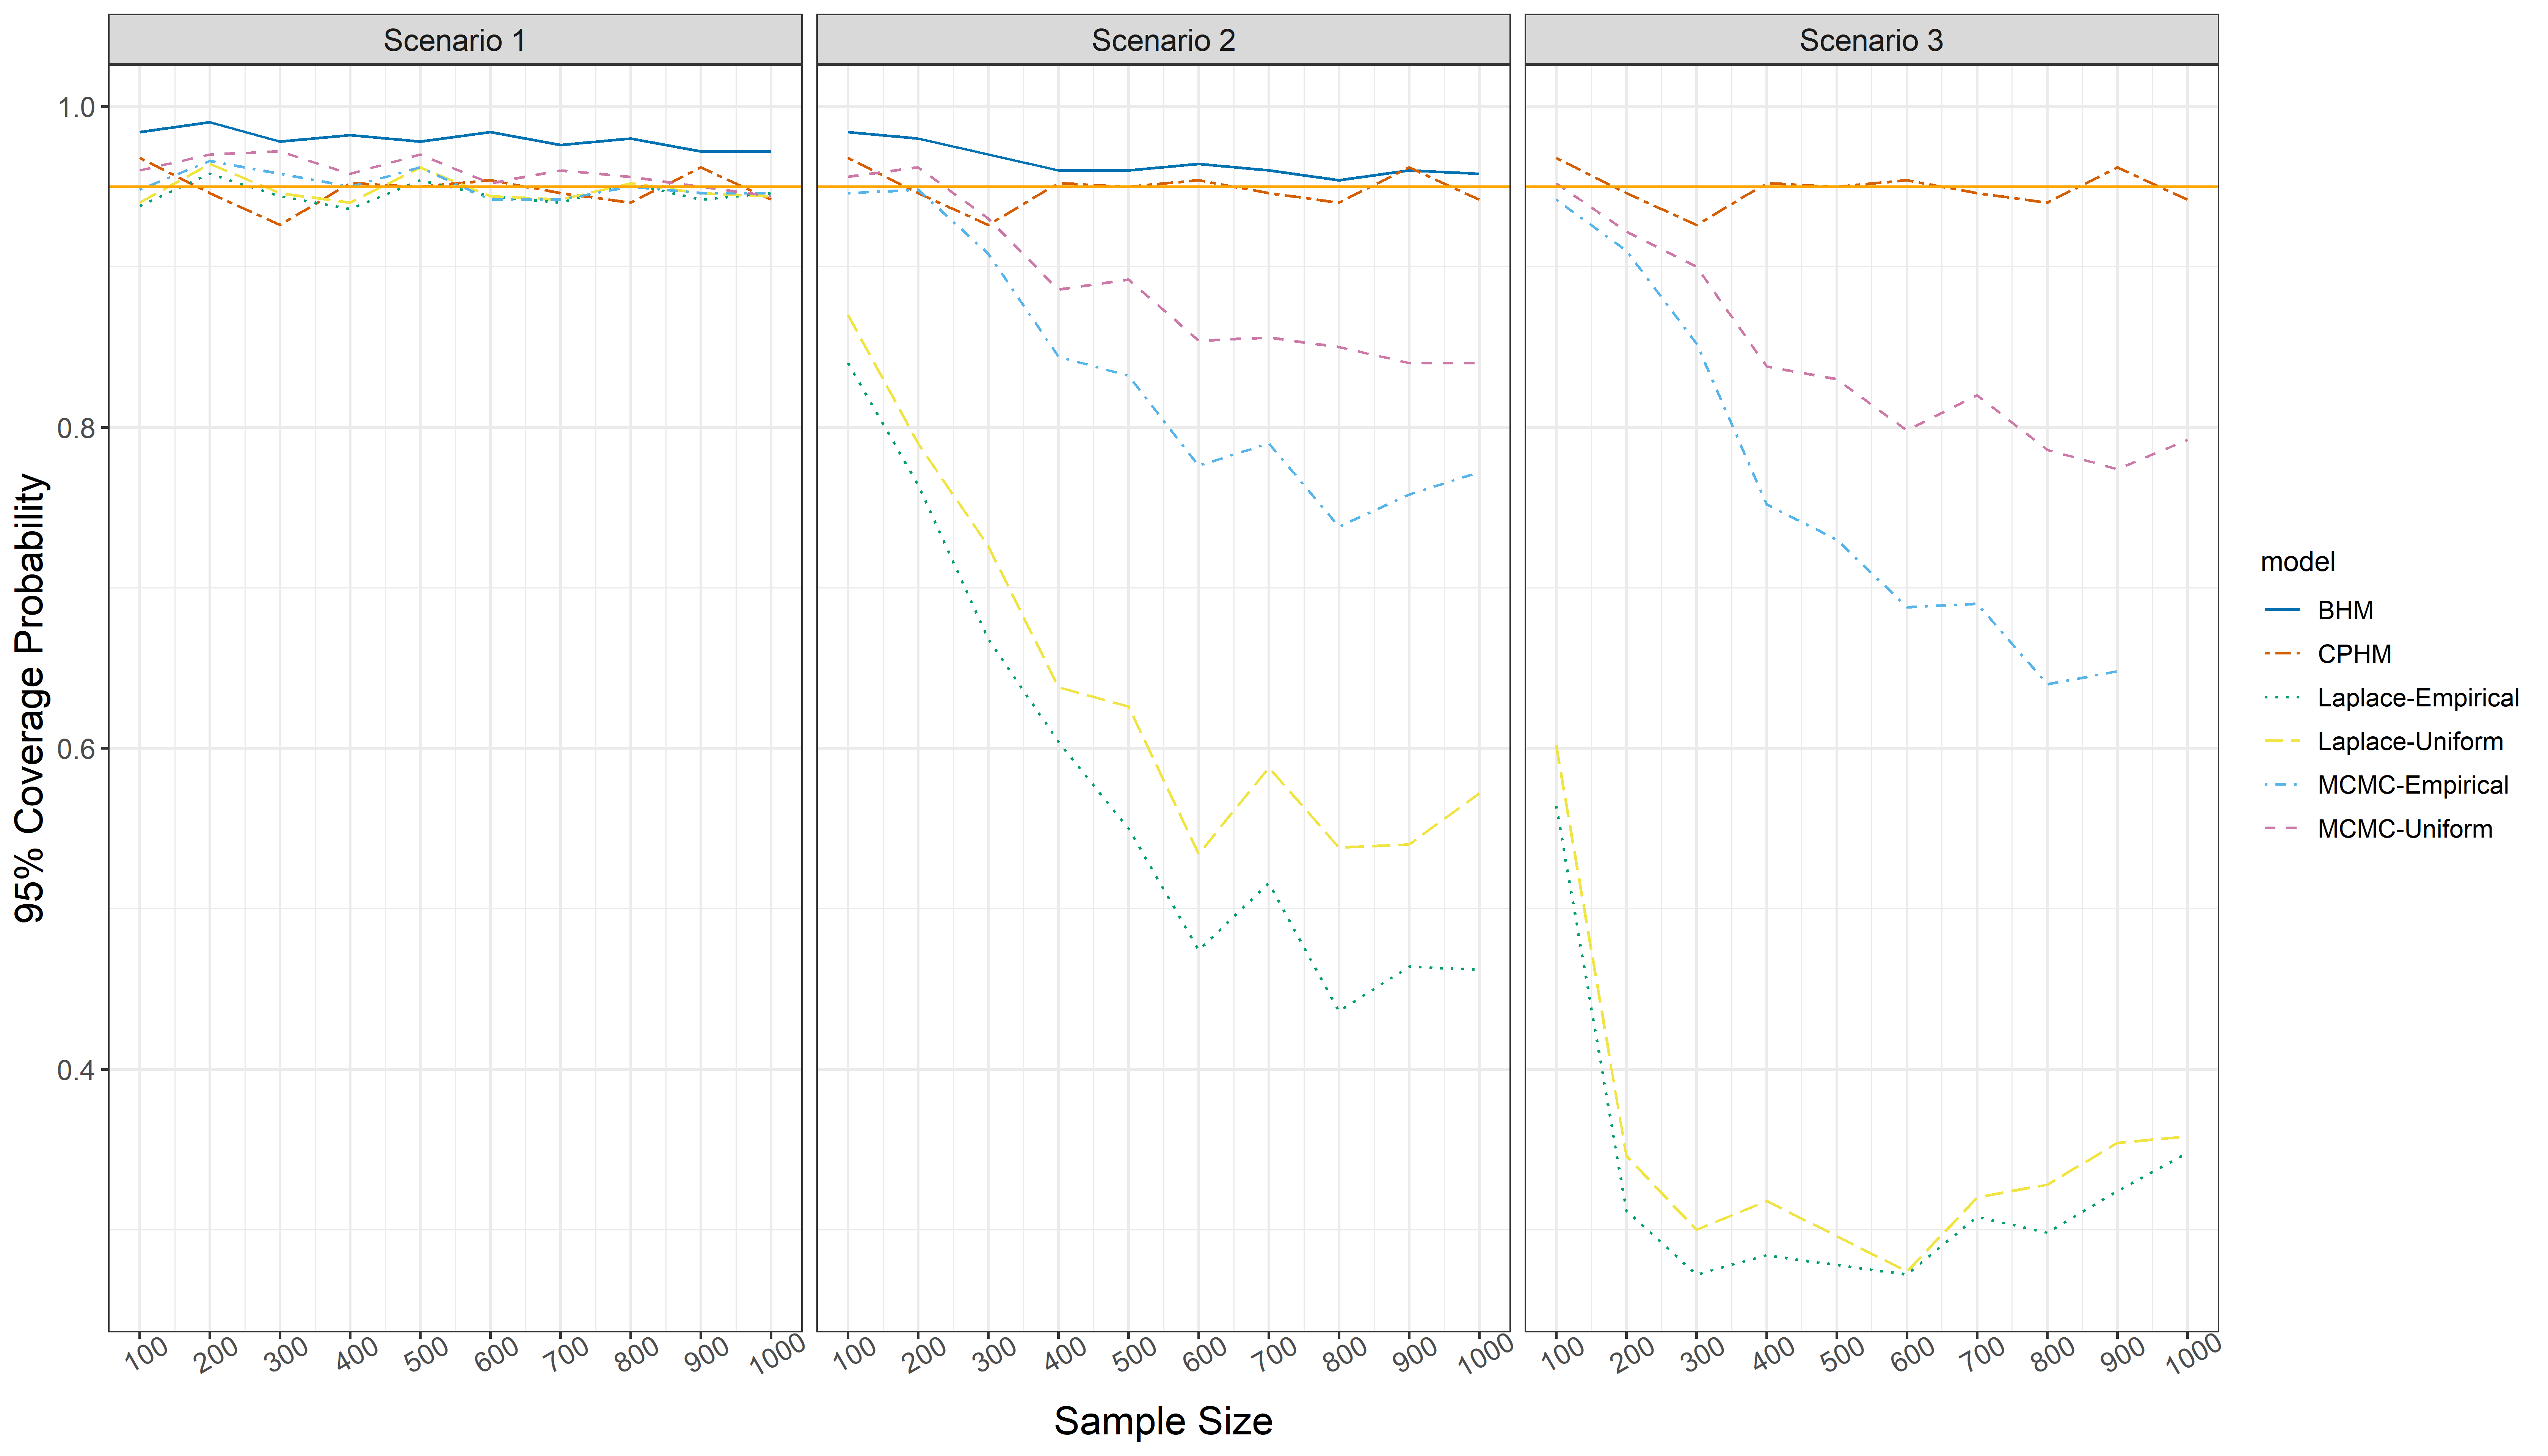 Scenario 1
Scenario 2
Scenario 3
95% Coverage Probability
1.0
0.8
0.6
0.4
100 200 300 400 500 600 700 800 900 1000
100 200 300 400 500 600 700 800 900 1000
100 200 300 400 500 600 700 800 900 1000
Sample Size
model
BHM
CPHM
Laplace-Empirical
Laplace-Uniform
MCMC-Empirical
MCMC-Uniform